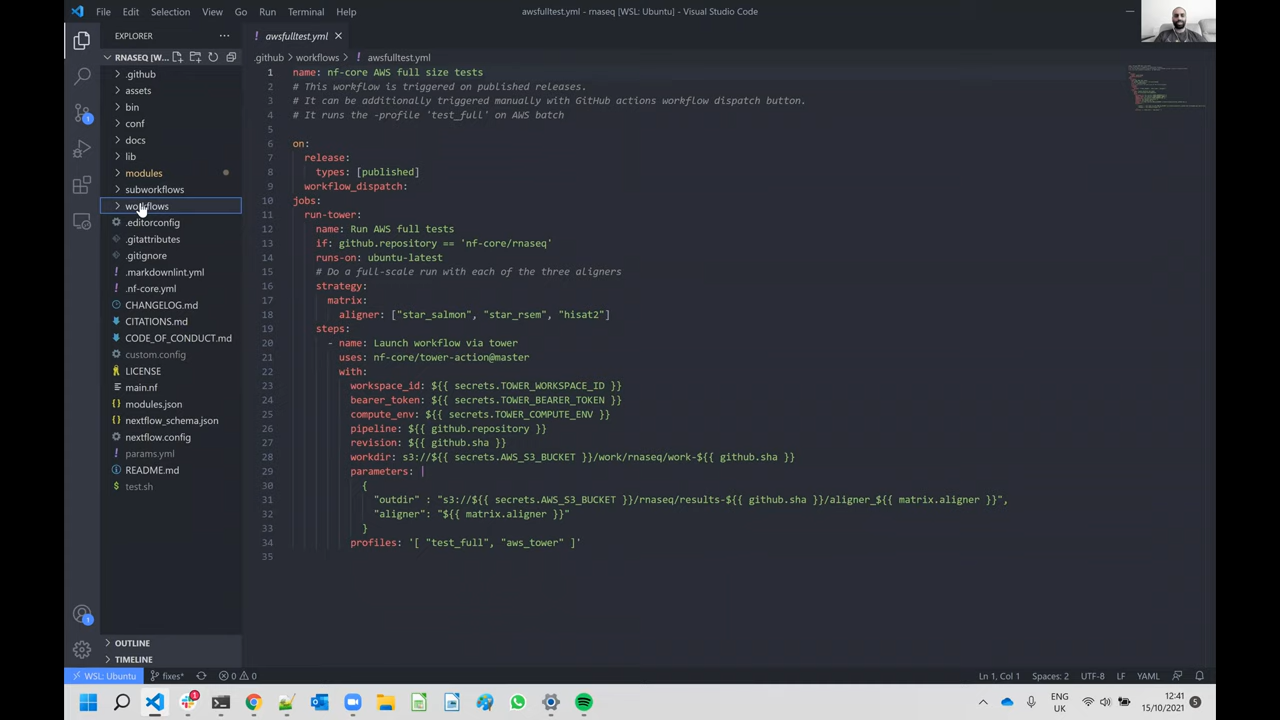 File Edit Selection View Go Run Terminal Help
awsfulltest.yml - rnaseq [WSL: Ubuntu] - Visual Studio Code
EXPLORER
RNASEQ [W...
.github
assets
bin
conf
docs
lib
modules
subworkflows
workflows
.editorconfig
.gitattributes
.gitignore
.markdownlint.yml
.nf-core.yml
CHANGELOG.md
CITATIONS.md
CODE_OF_CONDUCT.md
custom.config
LICENSE
main.nf
modules.json
nextflow_schema.json
nextflow.config
params.yml
README.md
test.sh
OUTLINE
TIMELINE
awsfulltest.yml
.github > workflows > awsfulltest.yml
1 name: nf-core AWS full size tests
2 # This workflow is triggered on published releases.
3 # It can be additionally triggered manually with GitHub actions workflow dispatch button.
4 # It runs the -profile 'test_full' on AWS batch
5
6 on:
7 release:
8 types: [published]
9 workflow_dispatch:
10 jobs:
11 run-tower:
12 name: Run AWS full tests
13 if: github.repository == 'nf-core/rnaseq'
14 runs-on: ubuntu-latest
15 # Do a full-scale run with each of the three aligners
16 strategy:
17 matrix:
18 aligner: ["star_salmon", "star_rsem", "hisat2"]
19 steps:
20 - name: Launch workflow via tower
21 uses: nf-core/tower-action@master
22 with:
23 workspace_id: ${{ secrets.TOWER_WORKSPACE_ID }}
24 bearer_token: ${{ secrets.TOWER_BEARER_TOKEN }}
25 compute_env: ${{ secrets.TOWER_COMPUTE_ENV }}
26 pipeline: ${{ github.repository }}
27 revision: ${{ github.sha }}
28 workdir: s3://${{ secrets.AWS_S3_BUCKET }}/work/rnaseq/work-${{ github.sha }}
29 parameters: |
30 {
31 "outdir" : "s3://${{ secrets.AWS_S3_BUCKET }}/rnaseq/results-${{ github.sha }}/aligner_${{ matrix.aligner }}",
32 "aligner": "${{ matrix.aligner }}"
33 }
34 profiles: '[ "test_full", "aws_tower" ]'
35
1
1
WSL: Ubuntu fixes* 0 0 Ln 1, Col 1 Spaces: 2 UTF-8 LF YAML
1
ENG
UK
12:41
15/10/2021
5